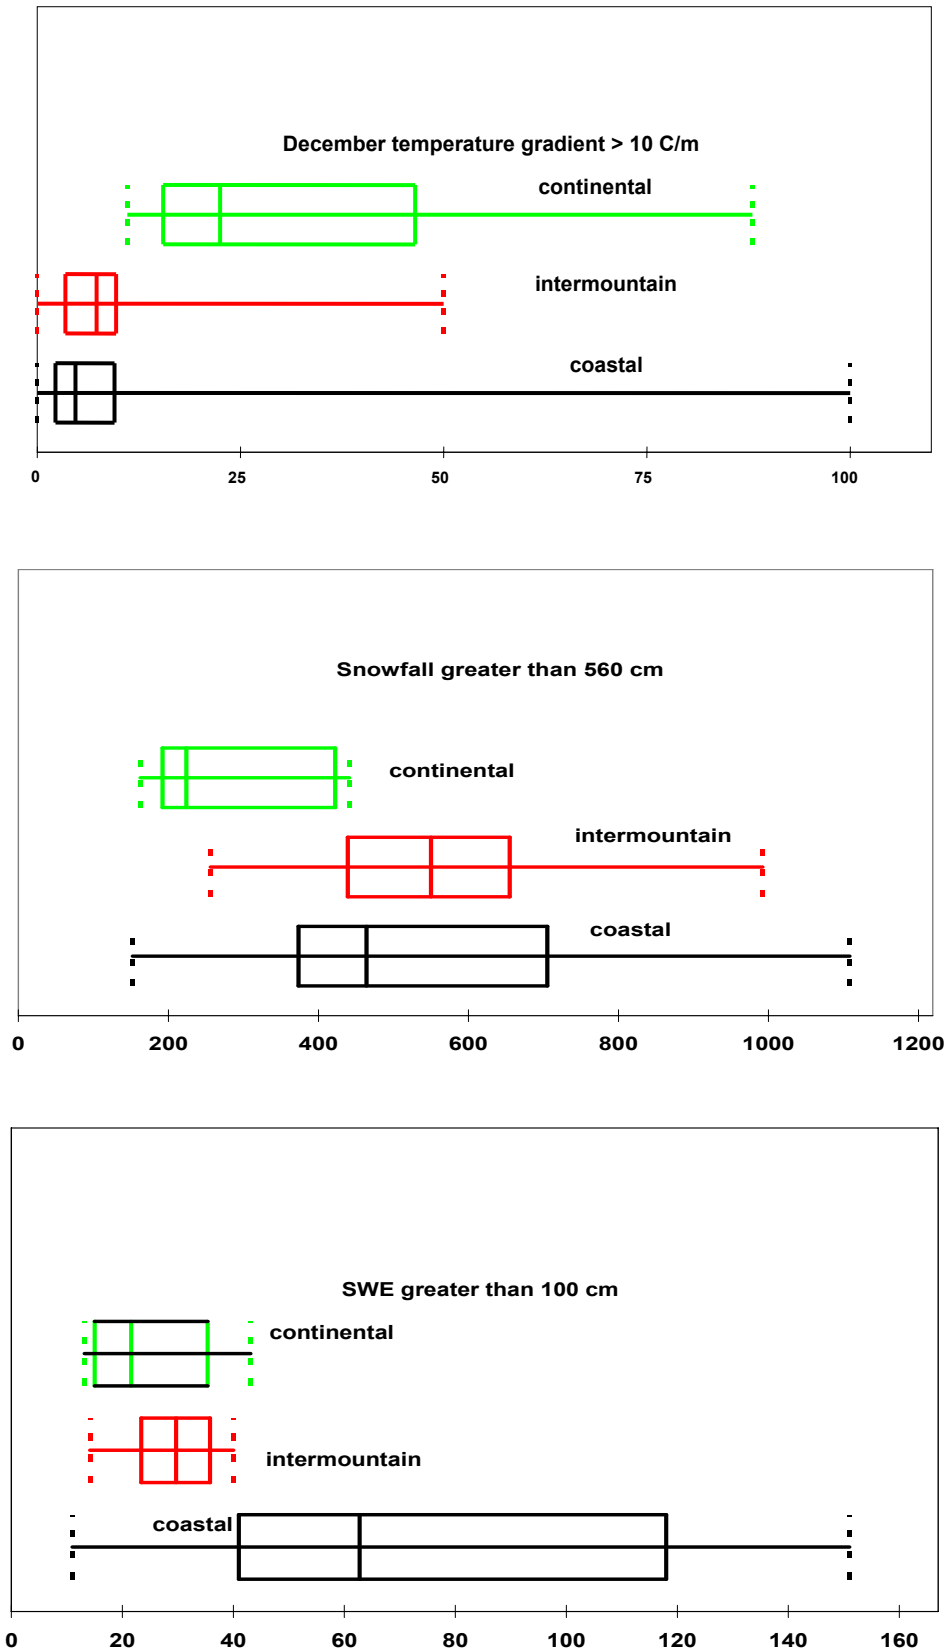 December temperature gradient > 10 C/m
continental
intermountain
coastal
0 25 50 75 100
Snowfall greater than 560 cm
continental
intermountain
coastal
0 200 400 600 800 1000 1200
SWE greater than 100 cm
continental
intermountain
coastal
0 20 40 60 80 100 120 140 160